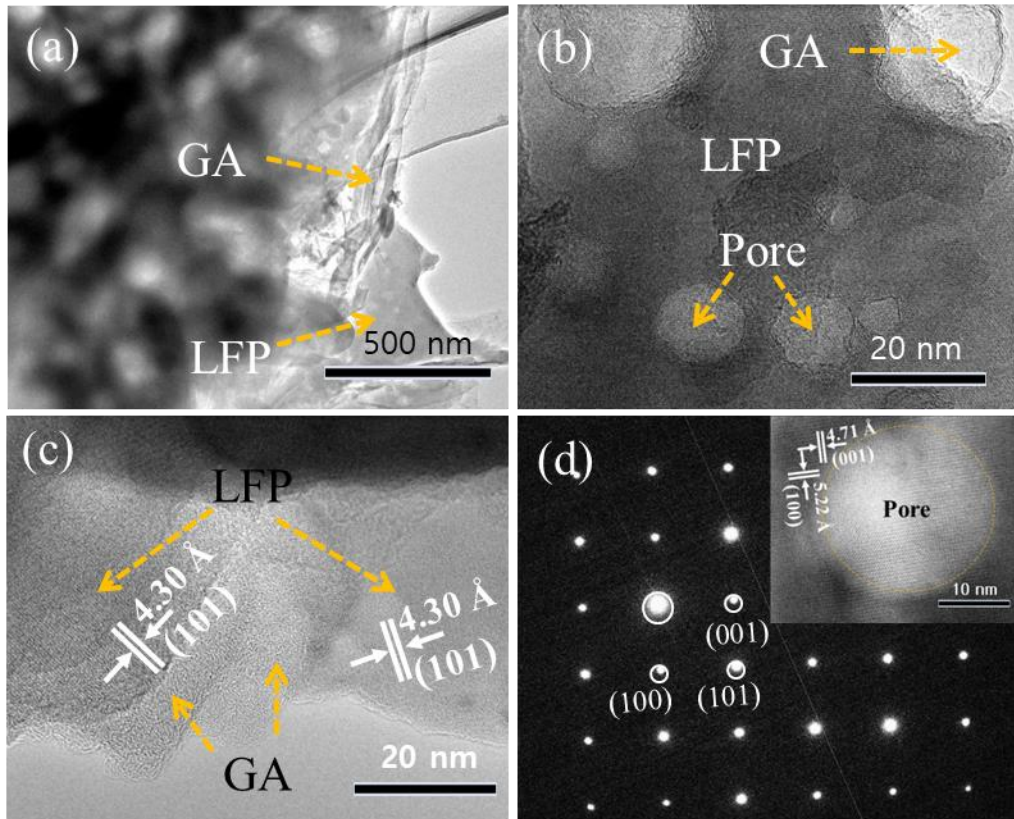 (a)
GA
LFP
500 nm
(b)
GA
LFP
Pore
20 nm
(c)
LFP
4.30 Å
(101)
4.30 Å
(101)
GA
20 nm
(d)
4.71 Å
(001)
5.22 Å
(100)
Pore
10 nm
(001)
(100)
(101)